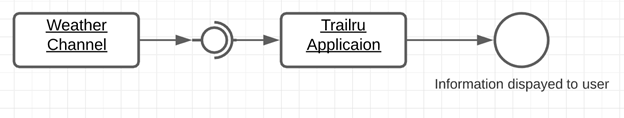 Weather
Channel
Trailru
Applicaion
Information dispayed to user